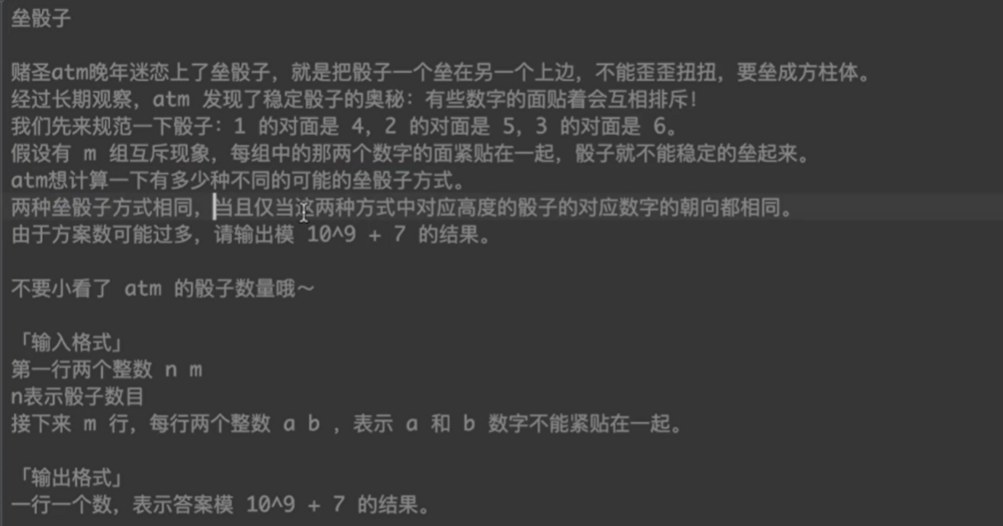 垒骰子
赌圣atm晚年迷恋上了垒骰子，就是把骰子一个垒在另一个上边，不能歪歪扭扭，要垒成方柱体。
经过长期观察，atm 发现了稳定骰子的奥秘：有些数字的面贴着会互相排斥！
我们先来规范一下骰子：1 的对面是 4，2 的对面是 5，3 的对面是 6。
假设有 m 组互斥现象，每组中的那两个数字的面紧贴在一起，骰子就不能稳定的垒起来。
atm想计算一下有多少种不同的可能的垒骰子方式。
两种垒骰子方式相同，当且仅当这两种方式中对应高度的骰子的对应数字的朝向都相同。
由于方案数可能过多，请输出模 10^9 + 7 的结果。
不要小看了 atm 的骰子数量哦～
「输入格式」
第一行两个整数 n m
n表示骰子数目
接下来 m 行，每行两个整数 a b ，表示 a 和 b 数字不能紧贴在一起。
「输出格式」
一行一个数，表示答案模 10^9 + 7 的结果。